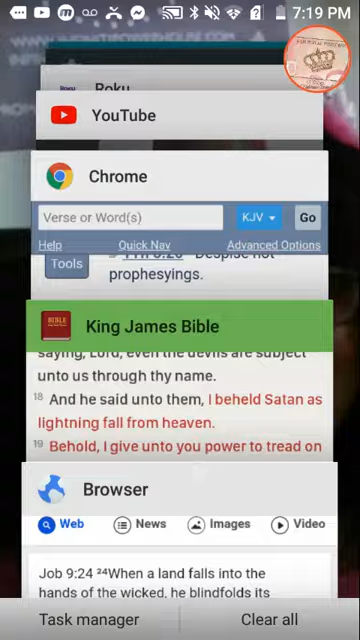 7:19 PM
Roku
YouTube
Chrome
Verse or Word(s)
KJV
Go
Help Quick Nav Advanced Options
Tools
Despise not
prophesyings.
BIBLE
King James Bible
saying, Lord, even the devils are subject
unto us through thy name.
18 And he said unto them, I beheld Satan as
lightning fall from heaven.
19 Behold, I give unto you power to tread on
Browser
Web News Images Video
Job 9:24 ²⁴When a land falls into the
hands of the wicked, he blindfolds its
Task manager Clear all